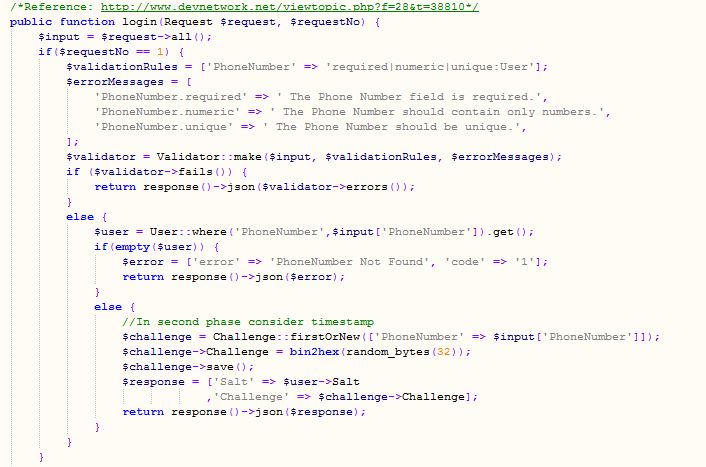 /*Reference: http://www.devnetwork.net/viewtopic.php?f=28&t=38810*/
public function login(Request $request, $requestNo) {
    $input = $request->all();
    if($requestNo == 1) {
        $validationRules = ['PhoneNumber' => 'required|numeric|unique:User'];
        $errorMessages = [
            'PhoneNumber.required' => ' The Phone Number field is required.',
            'PhoneNumber.numeric' => ' The Phone Number should contain only numbers.',
            'PhoneNumber.unique' => ' The Phone Number should be unique.',
        ];
        $validator = Validator::make($input, $validationRules, $errorMessages);
        if ($validator->fails()) {
            return response()->json($validator->errors());
        }
        else {
            $user = User::where('PhoneNumber',$input['PhoneNumber']).get();
            if(empty($user)) {
                $error = ['error' => 'PhoneNumber Not Found', 'code' => '1'];
                return response()->json($error);
            }
            else {
                //In second phase consider timestamp
                $challenge = Challenge::firstOrNew(['PhoneNumber' => $input['PhoneNumber']]);
                $challenge->Challenge = bin2hex(random_bytes(32));
                $challenge->save();
                $response = ['Salt' => $user->Salt
                            ,'Challenge' => $challenge->Challenge];
                return response()->json($response);
            }
        }
    }